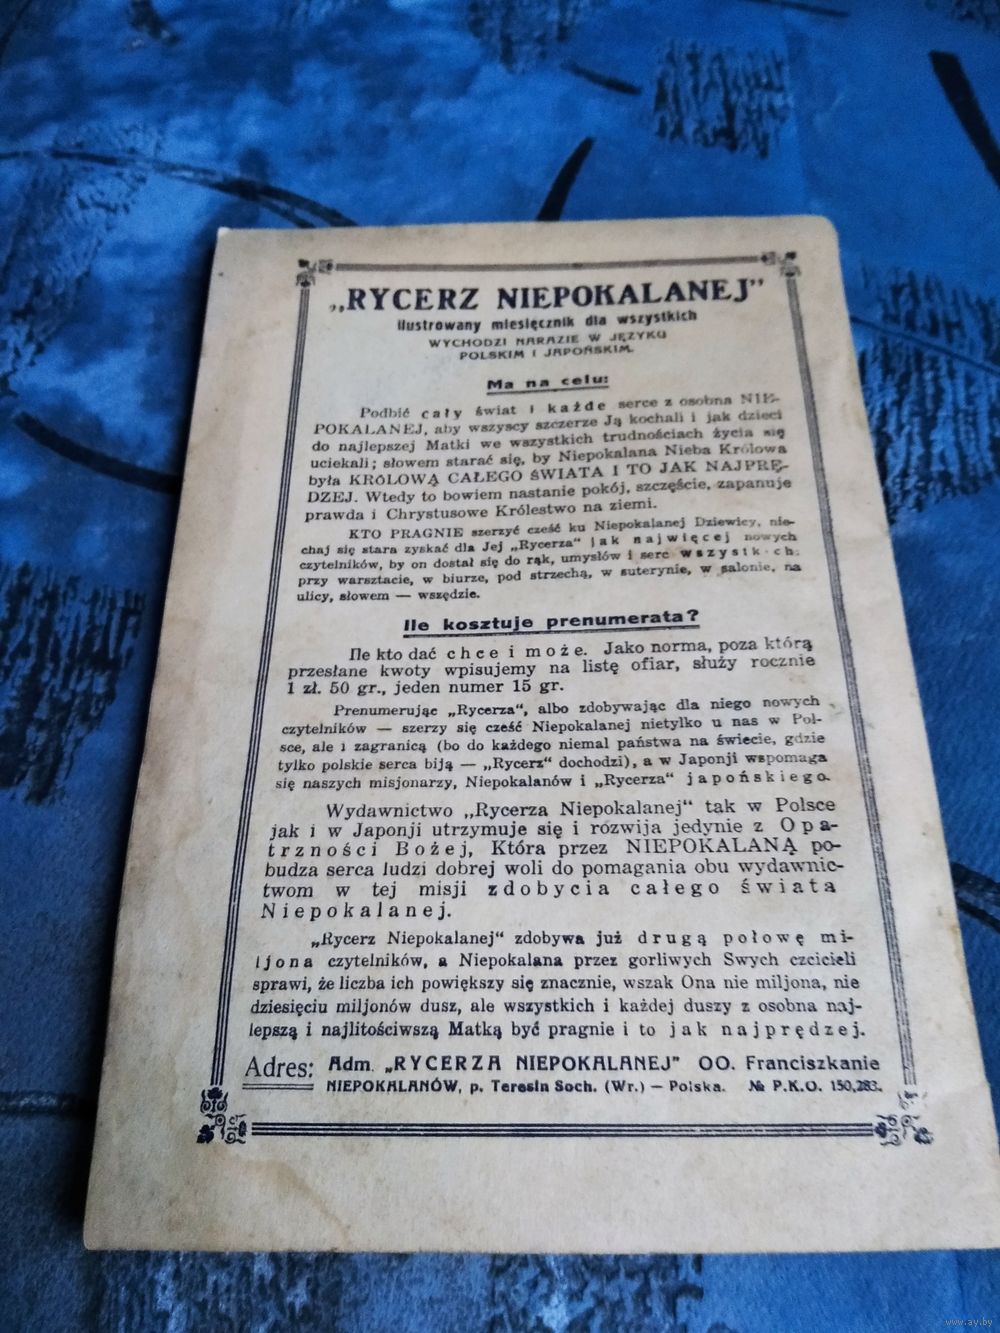 „RYCERZ NIEPOKALANEJ”
ilustrowany miesięcznik dla wszystkich
WYCHODZI NARAZIE W JĘZYKU
POLSKIM I JAPOŃSKIM.
Ma na celu:
Podbić cały świat i każde serce z osobna NIE-
POKALANEJ, aby wszyscy szczerze Ją kochali i jak dzieci
do najlepszej Matki we wszystkich trudnościach życia się
uciekali; słowem starać się, by Niepokalana Nieba Królowa
była KRÓLOWĄ CAŁEGO ŚWIATA I TO JAK NAJPRĘ-
DZEJ. Wtedy to bowiem nastanie pokój, szczęście, zapanuje
prawda i Chrystusowe Królestwo na ziemi.
KTO PRAGNIE szerzyć cześć ku Niepokalanej Dziewicy, nie-
chaj się stara zyskać dla Jej „Rycerza“ jak najwięcej nowych
czytelników, by on dostał się do rąk, umysłów i serc wszystk ch:
przy warsztacie, w biurze, pod strzechą, w suterynie, w salonie, na
ulicy, słowem — wszędzie.
Ile kosztuje prenumerata?
Ile kto dać chce i może. Jako norma, poza którą
przesłane kwoty wpisujemy na listę ofiar, służy rocznie
1 zł. 50 gr., jeden numer 15 gr.
Prenumerując „Rycerza“, albo zdobywając dla niego nowych
czytelników — szerzy się cześć Niepokalanej nietylko u nas w Pol-
sce, ale i zagranicą (bo do każdego niemal państwa na świecie, gdzie
tylko polskie serca biją — „Rycerz“ dochodzi), a w Japonji wspomaga
się naszych misjonarzy, Niepokalanów i „Rycerza“ japońskiego.
Wydawnictwo „Rycerza Niepokalanej“ tak w Polsce
jak i w Japonji utrzymuje się i rozwija jedynie z Opa-
trzności Bożej, Która przez NIEPOKALANĄ po-
budza serca ludzi dobrej woli do pomagania obu wydawnic-
twom w tej misji zdobycia całego świata
Niepokalanej.
„Rycerz Niepokalanej“ zdobywa już drugą połowę mi-
ljona czytelników, a Niepokalana przez gorliwych Swych czcicieli
sprawi, że liczba ich powiększy się znacznie, wszak Ona nie miljona, nie
dziesięciu miljonów dusz, ale wszystkich i każdej duszy z osobna naj-
lepszą i najlitościwszą Matką być pragnie i to jak najprędzej.
Adres: Adm. „RYCERZA NIEPOKALANEJ” OO. Franciszkanie
NIEPOKALANÓW, p. Teresin Soch. (Wr.) — Polska. № P.K.O. 150,283.
www.ay.by